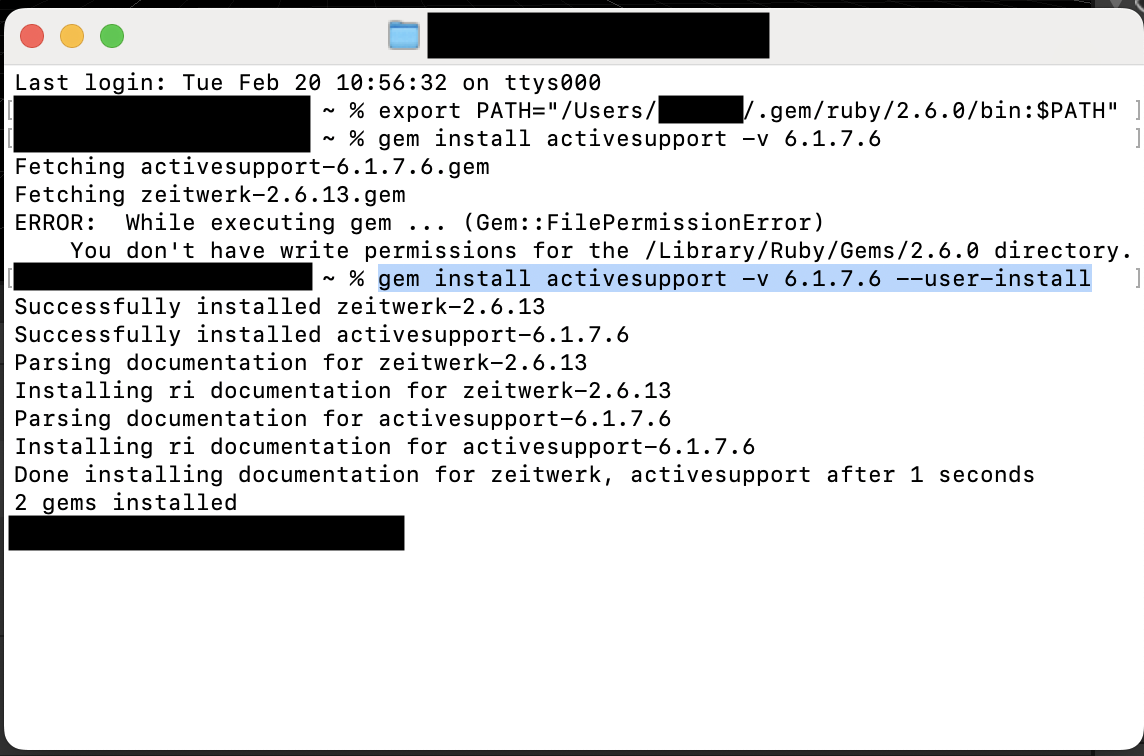 Last login: Tue Feb 20 10:56:32 on ttys000
[ ~ % export PATH="/Users/ /.gem/ruby/2.6.0/bin:$PATH" ]
[ ~ % gem install activesupport -v 6.1.7.6 ]
Fetching activesupport-6.1.7.6.gem
Fetching zeitwerk-2.6.13.gem
ERROR:  While executing gem ... (Gem::FilePermissionError)
    You don't have write permissions for the /Library/Ruby/Gems/2.6.0 directory.
[ ~ % gem install activesupport -v 6.1.7.6 --user-install ]
Successfully installed zeitwerk-2.6.13
Successfully installed activesupport-6.1.7.6
Parsing documentation for zeitwerk-2.6.13
Installing ri documentation for zeitwerk-2.6.13
Parsing documentation for activesupport-6.1.7.6
Installing ri documentation for activesupport-6.1.7.6
Done installing documentation for zeitwerk, activesupport after 1 seconds
2 gems installed